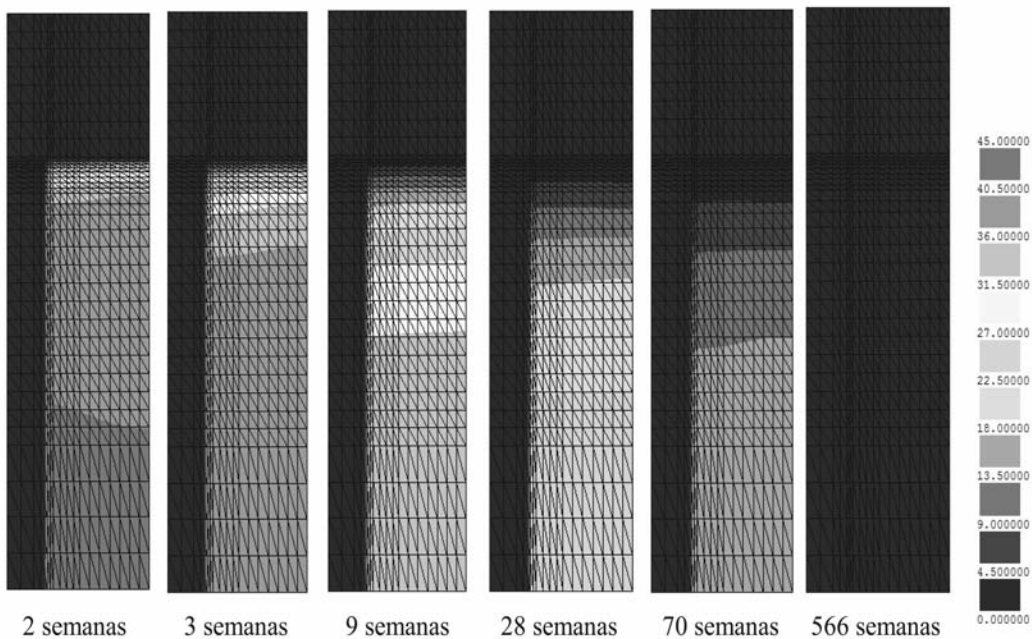 45.00000
40.50000
36.00000
31.50000
27.00000
22.50000
18.00000
13.50000
9.000000
4.500000
0.000000
2 semanas
3 semanas
9 semanas
28 semanas
70 semanas
566 semanas